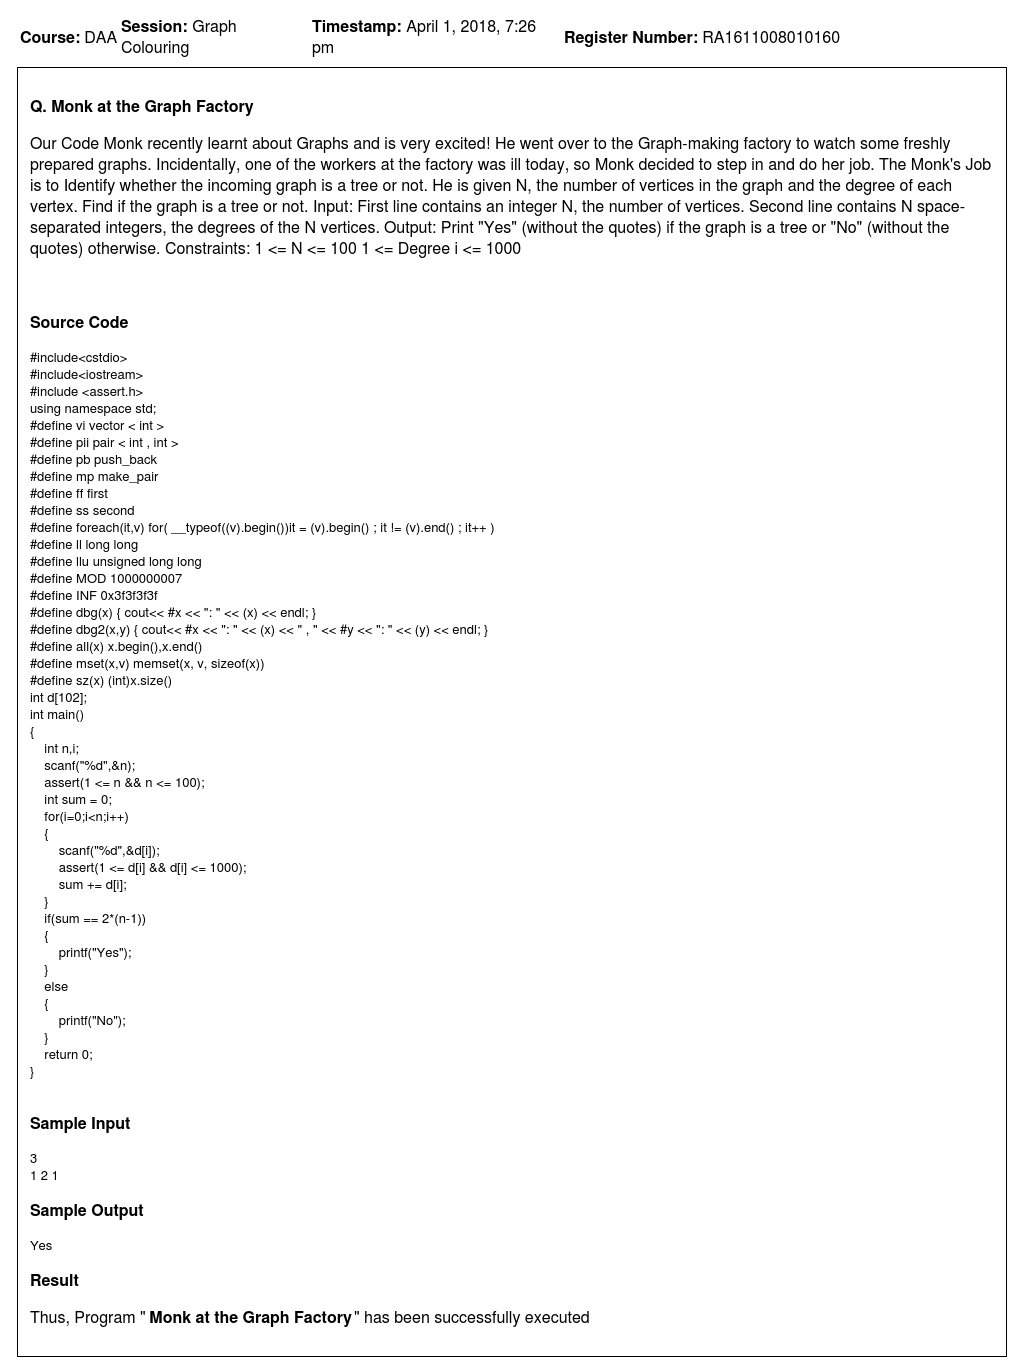 Course: DAA Session: Graph Colouring Timestamp: April 1, 2018, 7:26 pm Register Number: RA1611008010160
Q. Monk at the Graph Factory
Our Code Monk recently learnt about Graphs and is very excited! He went over to the Graph-making factory to watch some freshly
prepared graphs. Incidentally, one of the workers at the factory was ill today, so Monk decided to step in and do her job. The Monk's Job
is to Identify whether the incoming graph is a tree or not. He is given N, the number of vertices in the graph and the degree of each
vertex. Find if the graph is a tree or not. Input: First line contains an integer N, the number of vertices. Second line contains N space-
separated integers, the degrees of the N vertices. Output: Print "Yes" (without the quotes) if the graph is a tree or "No" (without the
quotes) otherwise. Constraints: 1 <= N <= 100 1 <= Degree i <= 1000
Source Code
#include<cstdio>
#include<iostream>
#include <assert.h>
using namespace std;
#define vi vector < int >
#define pii pair < int , int >
#define pb push_back
#define mp make_pair
#define ff first
#define ss second
#define foreach(it,v) for( __typeof((v).begin())it = (v).begin() ; it != (v).end() ; it++ )
#define ll long long
#define llu unsigned long long
#define MOD 1000000007
#define INF 0x3f3f3f3f
#define dbg(x) { cout<< #x << ": " << (x) << endl; }
#define dbg2(x,y) { cout<< #x << ": " << (x) << " , " << #y << ": " << (y) << endl; }
#define all(x) x.begin(),x.end()
#define mset(x,v) memset(x, v, sizeof(x))
#define sz(x) (int)x.size()
int d[102];
int main()
{
    int n,i;
    scanf("%d",&n);
    assert(1 <= n && n <= 100);
    int sum = 0;
    for(i=0;i<n;i++)
    {
        scanf("%d",&d[i]);
        assert(1 <= d[i] && d[i] <= 1000);
        sum += d[i];
    }
    if(sum == 2*(n-1))
    {
        printf("Yes");
    }
    else
    {
        printf("No");
    }
    return 0;
}
Sample Input
3
1 2 1
Sample Output
Yes
Result
Thus, Program " Monk at the Graph Factory" has been successfully executed